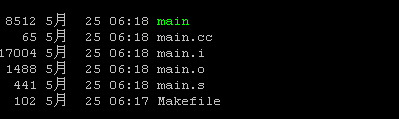 8512 5月 25 06:18 main
65 5月 25 06:18 main.cc
17004 5月 25 06:18 main.i
1488 5月 25 06:18 main.o
441 5月 25 06:18 main.s
102 5月 25 06:17 Makefile